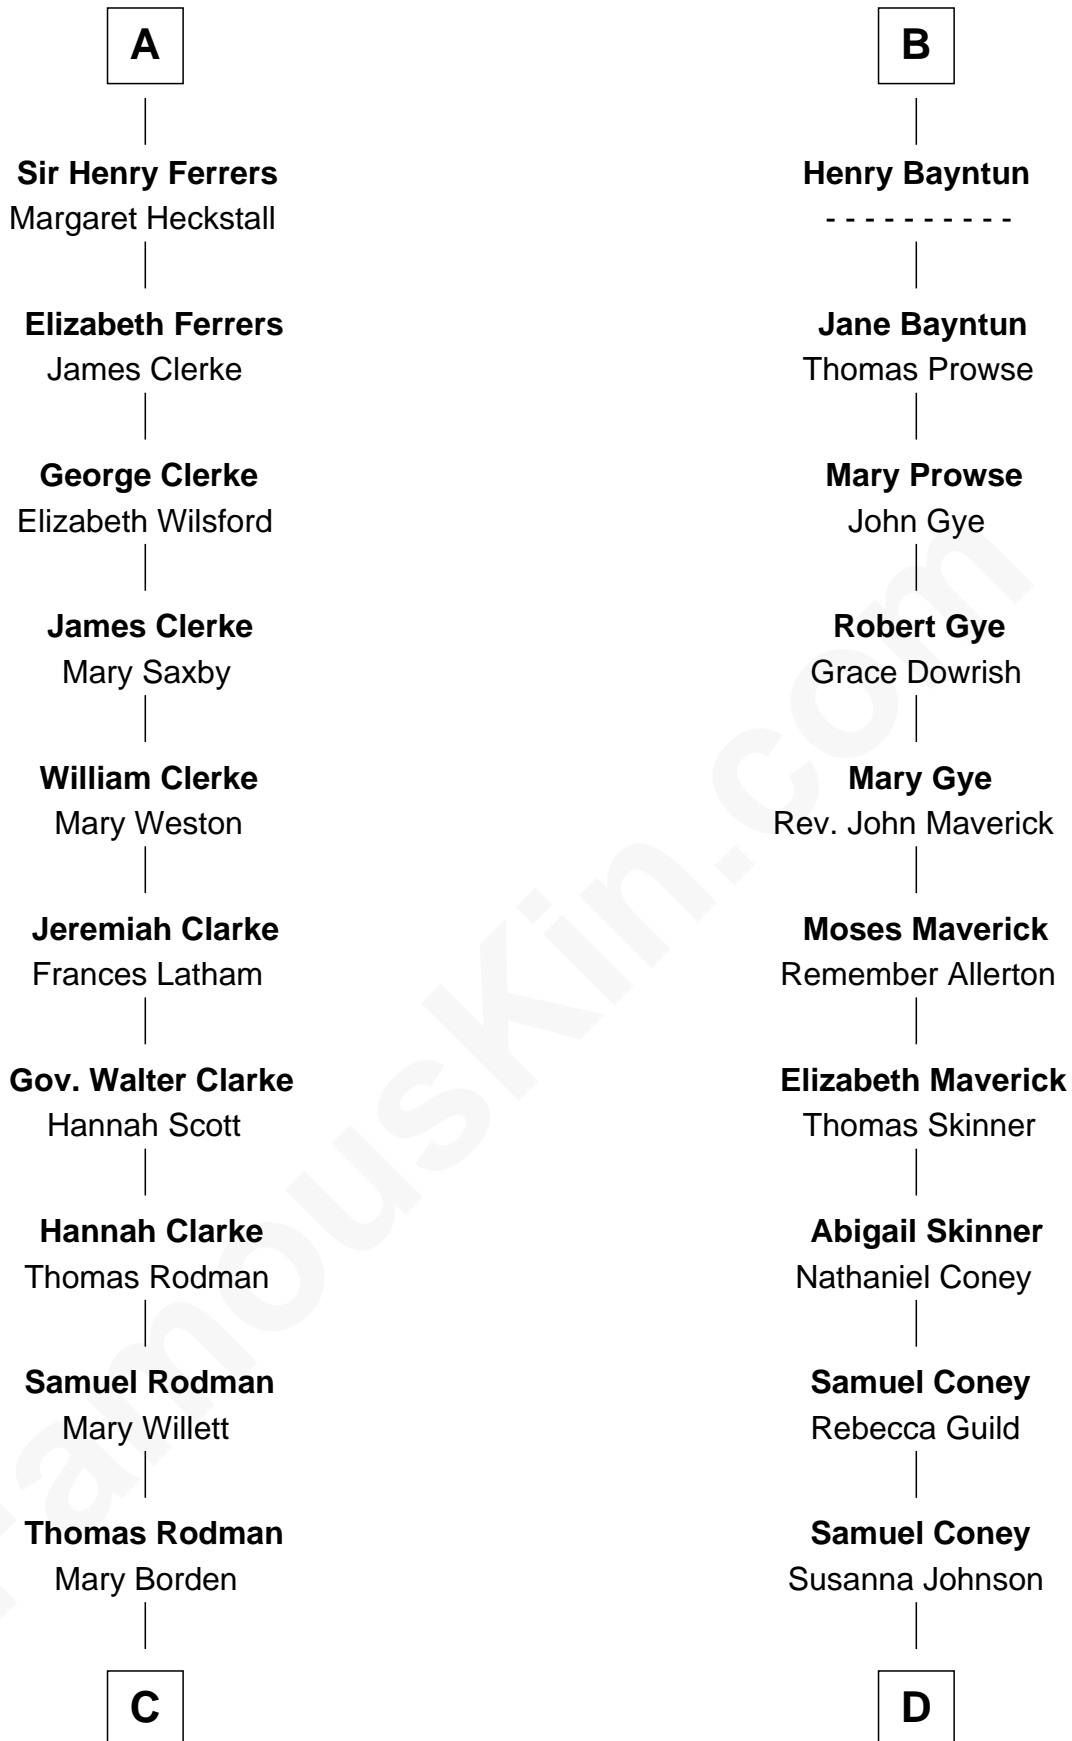 A
Sir Henry Ferrers
Margaret Heckstall
Elizabeth Ferrers
James Clerke
George Clerke
Elizabeth Wilsford
James Clerke
Mary Saxby
William Clerke
Mary Weston
Jeremiah Clarke
Frances Latham
Gov. Walter Clarke
Hannah Scott
Hannah Clarke
Thomas Rodman
Samuel Rodman
Mary Willett
Thomas Rodman
Mary Borden
C
B
Henry Bayntun
- - - - - - - - - -
Jane Bayntun
Thomas Prowse
Mary Prowse
John Gye
Robert Gye
Grace Dowrish
Mary Gye
Rev. John Maverick
Moses Maverick
Remember Allerton
Elizabeth Maverick
Thomas Skinner
Abigail Skinner
Nathaniel Coney
Samuel Coney
Rebecca Guild
Samuel Coney
Susanna Johnson
D
FamousKin.com